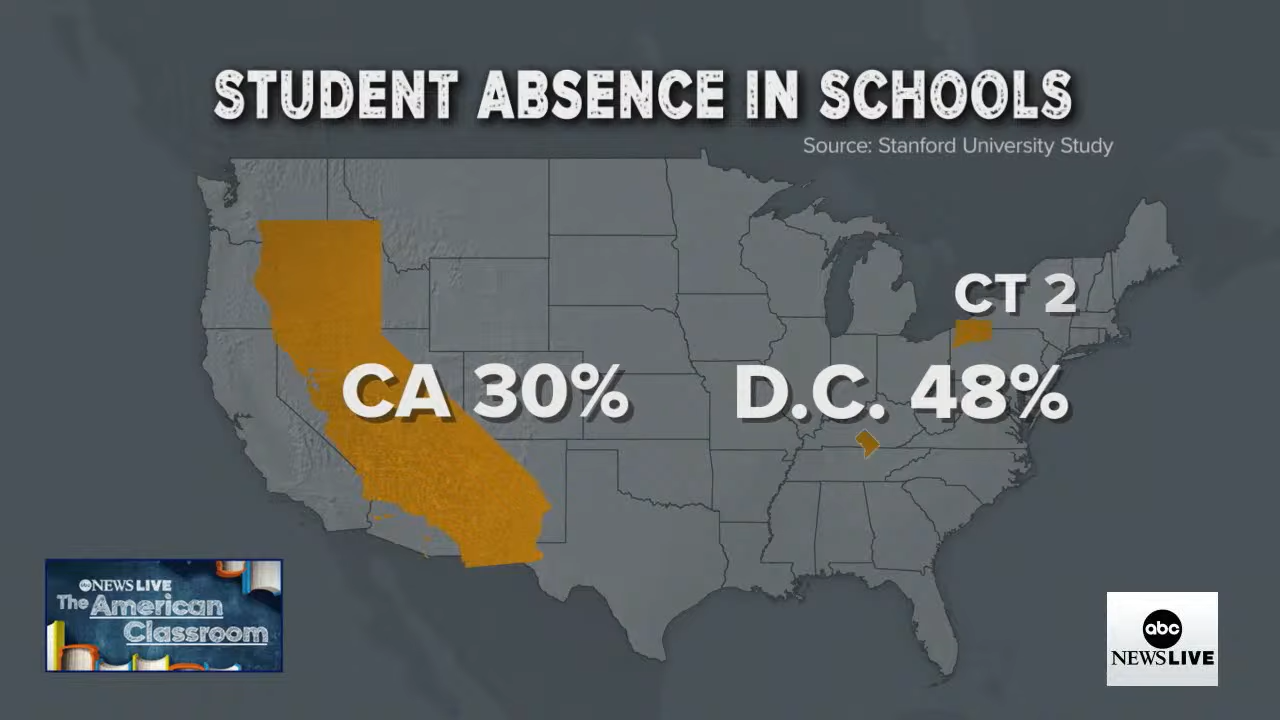 STUDENT ABSENCE IN SCHOOLS
Source: Stanford University Study
CT 2
CA 30%
D.C. 48%
abc NEWS LIVE
The American
Classroom
abc
NEWS LIVE